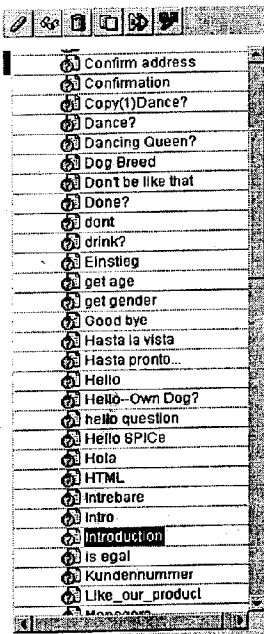 Confirm address
Confirmation
Copy(1)Dance?
Dance?
Dancing Queen?
Dog Breed
Don't be like that
Done?
dont
drink?
Einstieg
get age
get gender
Good bye
Hasta la vista
Hasta pronto...
Hello
Hello--Own Dog?
hello question
Hello SPICe
Hola
HTML
Intrebare
Intro
Introduction
is egal
Kundennummer
Like_our_product